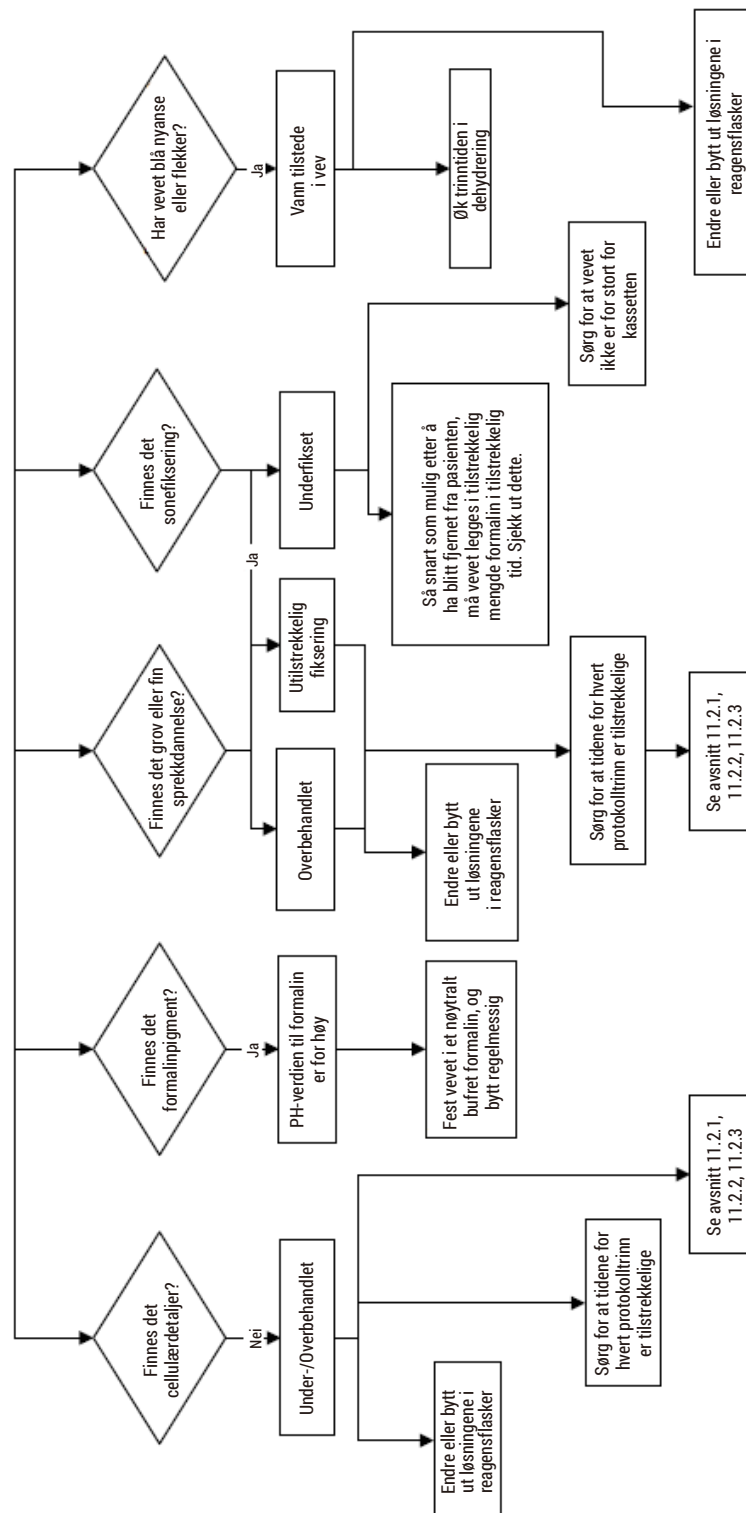 Finnes det
cellulærdetaljer?
Nei
Under-/Overbehandlet
Endre eller bytt
ut løsningene i
reagensflasker
Sørg for at tidene for
hvert protokolltrinn
er tilstrekkelige
Se avsnitt 11.2.1,
11.2.2, 11.2.3
Finnes det
formalinpigment?
Ja
PH-verdien til formalin
er for høy
Fest vevet i et nøytralt
bufret formalin, og
bytt regelmessig
Finnes det grov eller fin
sprekkdannelse?
Ja
Overbehandlet
Utilstrekkelig
fiksering
Endre eller bytt
ut løsningene
i reagensflasker
Sørg for at tidene for hvert
protokolltrinn er tilstrekkelige
Se avsnitt 11.2.1,
11.2.2, 11.2.3
Finnes det
sonefiksering?
Underfikset
Så snart som mulig etter å
ha blitt fjernet fra pasienten,
må vevet legges i tilstrekkelig
mengde formalin i tilstrekkelig
tid. Sjekk ut dette.
Sørg for at vevet
ikke er for stort for
kassetten
Har vevet blå nyanse
eller flekker?
Ja
Vann tilstede
i vev
Øk trinntiden i
dehydrering
Endre eller bytt ut løsningene i
reagensflasker